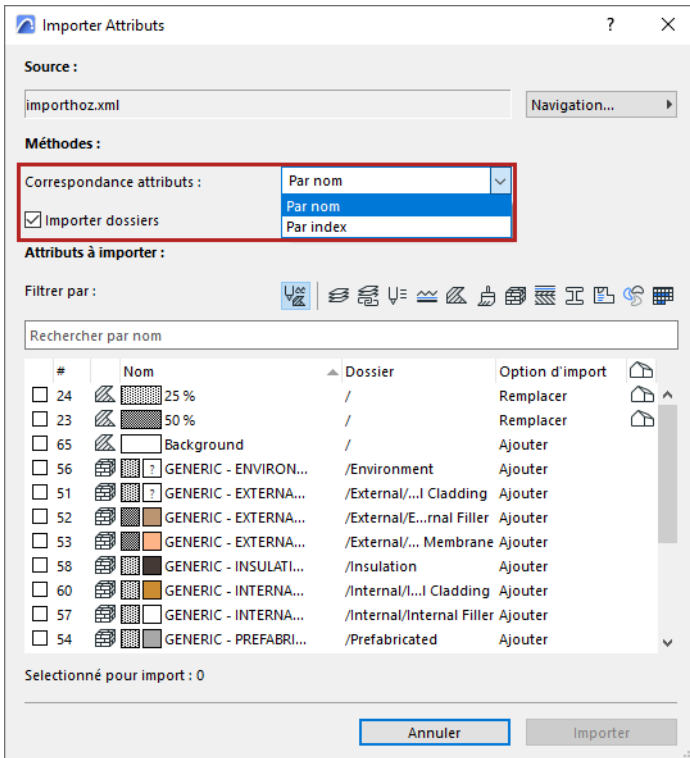 Importer Attributs ? ×
Source :
importhoz.xml Navigation...
Méthodes :
Correspondance attributs : Par nom
Par nom
Importer dossiers
Par index
Attributs à importer :
Filtrer par :
Rechercher par nom
# Nom Dossier Option d'import
24 25 % / Remplacer
23 50 % / Remplacer
65 Background / Ajouter
56 ? GENERIC - ENVIRON... /Environment Ajouter
51 ? GENERIC - EXTERNA... /External/...l Cladding Ajouter
52 GENERIC - EXTERNA... /External/E...rnal Filler Ajouter
53 GENERIC - EXTERNA... /External/... Membrane Ajouter
58 GENERIC - INSULATI... /Insulation Ajouter
60 GENERIC - INTERNA... /Internal/I...l Cladding Ajouter
57 GENERIC - INTERNA... /Internal/Internal Filler Ajouter
54 GENERIC - PREFABRI... /Prefabricated Ajouter
Selectionné pour import : 0
Annuler Importer